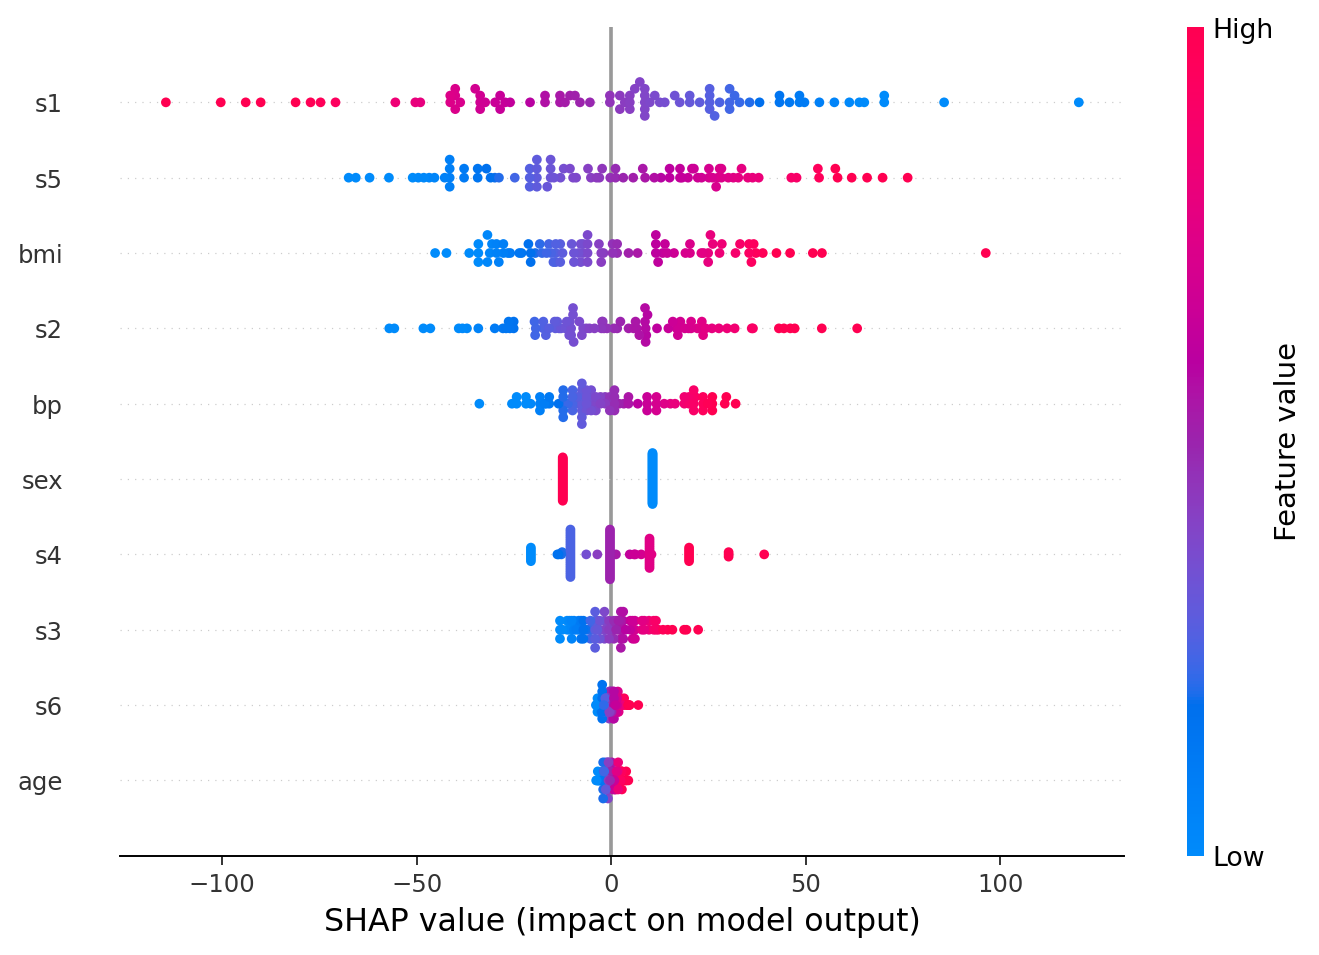 High
s1
s5
bmi
s2
bp
sex
s4
s3
s6
age
Low
Feature value
−100
−50
0
50
100
SHAP value (impact on model output)